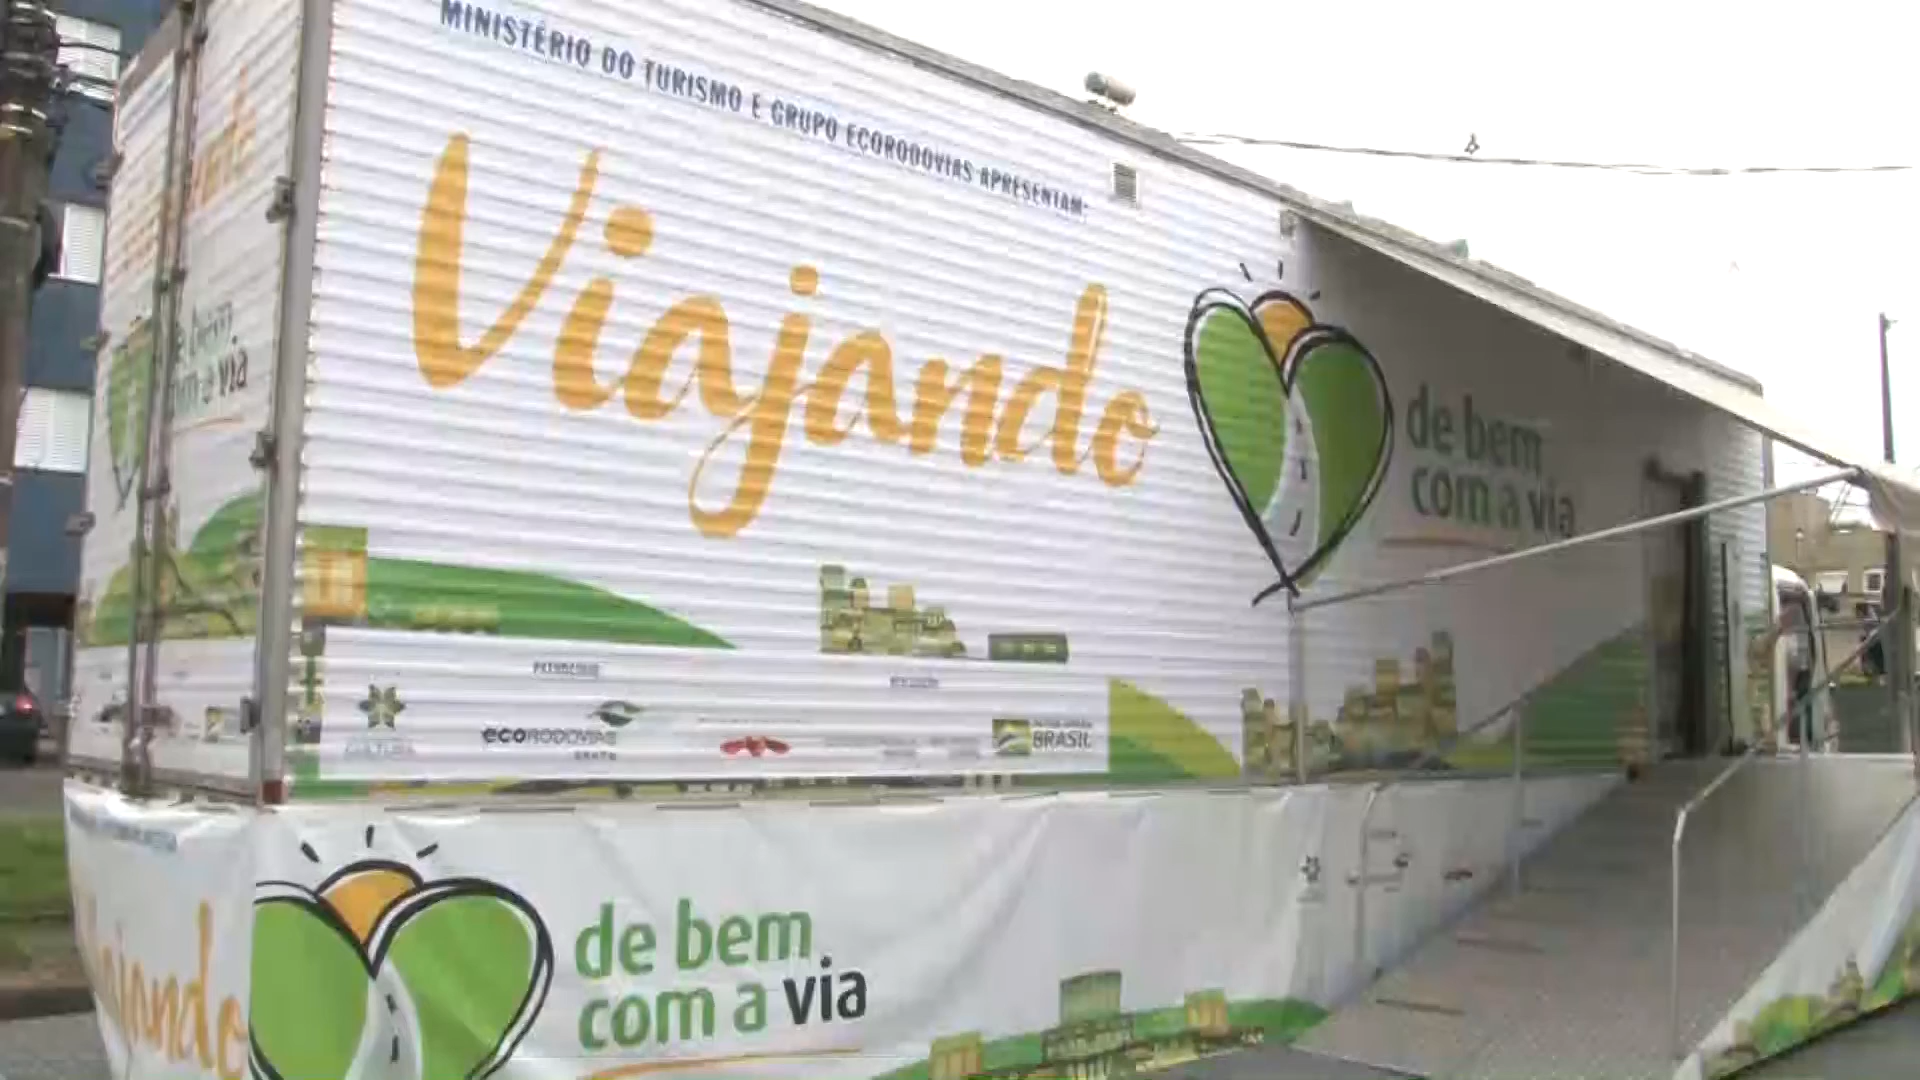 MINISTÉRIO DO TURISMO E GRUPO ECORODOVIAS APRESENTAM:
Viajando
de bem
com a via
de bem
com a via
CULTURA
ECORODOVIAS
BRASIL
Viajando
de bem
com a via